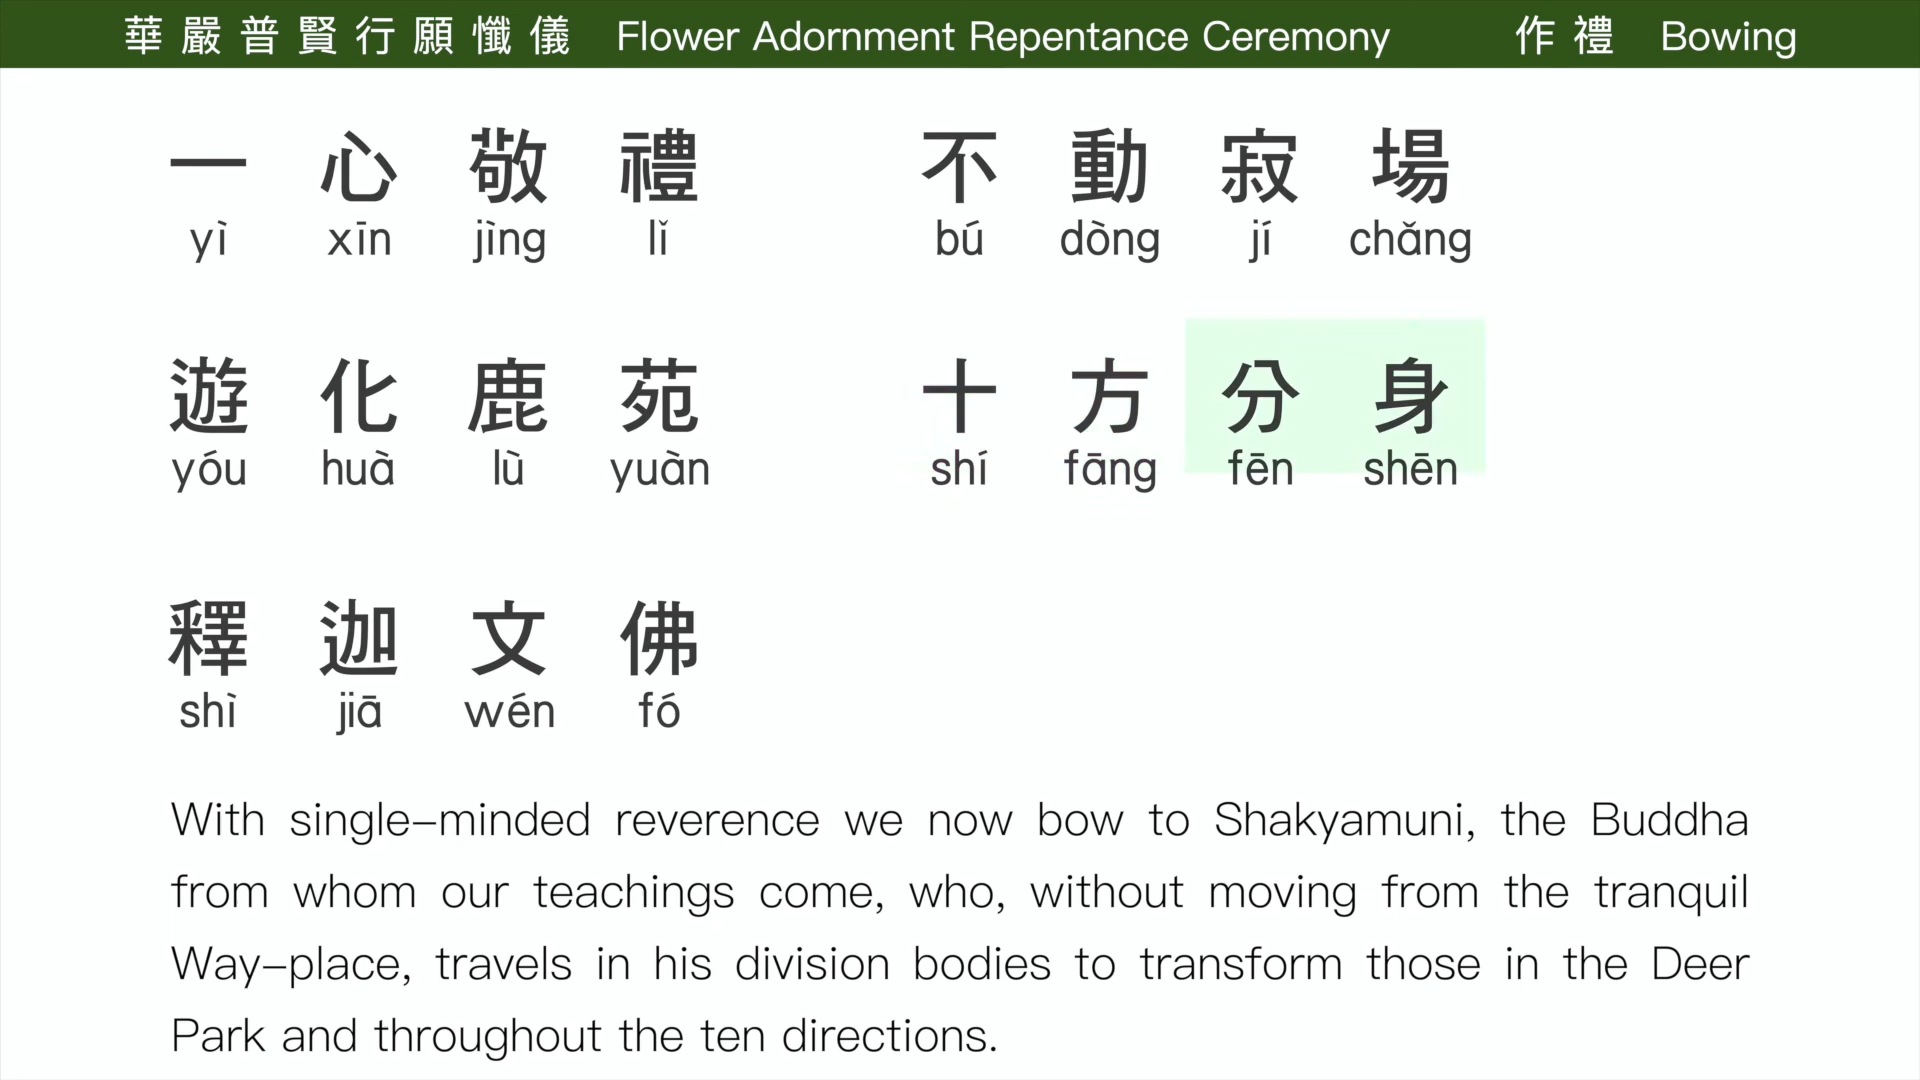 華嚴普賢行願懺儀 Flower Adornment Repentance Ceremony 作禮 Bowing
一心敬禮 不動寂場
yì xīn jìng lǐ bú dòng jí chǎng
遊化鹿苑 十方分身
yóu huà lù yuàn shí fāng fēn shēn
釋迦文佛
shì jiā wén fó
With single-minded reverence we now bow to Shakyamuni, the Buddha
from whom our teachings come, who, without moving from the tranquil
Way-place, travels in his division bodies to transform those in the Deer
Park and throughout the ten directions.